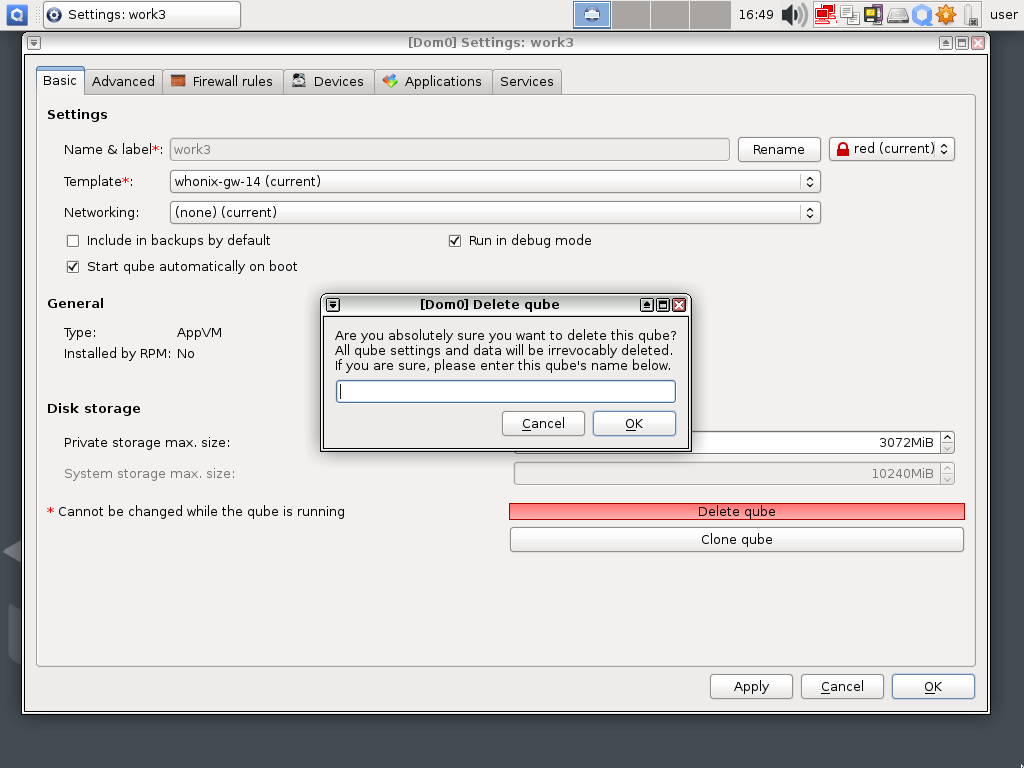 Settings: work3
16:49
user
[Dom0] Settings: work3
Basic
Advanced
Firewall rules
Devices
Applications
Services
Settings
Name & label*:
work3
Rename
red (current)
Template*:
whonix-gw-14 (current)
Networking:
(none) (current)
Include in backups by default
Run in debug mode
Start qube automatically on boot
General
[Dom0] Delete qube
Type:
AppVM
Installed by RPM:
No
Are you absolutely sure you want to delete this qube?
All qube settings and data will be irrevocably deleted.
If you are sure, please enter this qube's name below.
Cancel
OK
Disk storage
Private storage max. size:
3072MiB
System storage max. size:
10240MiB
* Cannot be changed while the qube is running
Delete qube
Clone qube
Apply
Cancel
OK